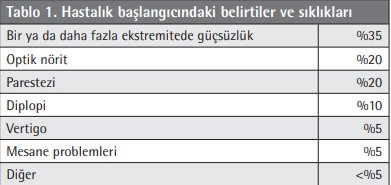 Tablo 1. Hastalık başlangıcındaki belirtiler ve sıklıkları
Bir ya da daha fazla ekstremitede güçsüzlük %35
Optik nörit %20
Parestezi %20
Diplopi %10
Vertigo %5
Mesane problemleri %5
Diğer <%5